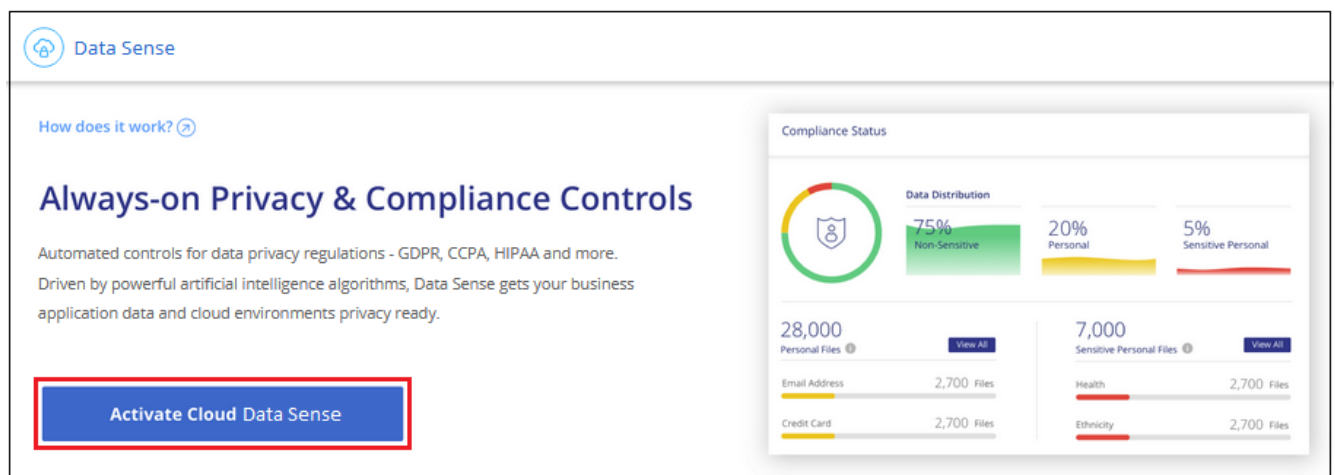 Data Sense
How does it work?
Always-on Privacy & Compliance Controls
Automated controls for data privacy regulations - GDPR, CCPA, HIPAA and more.
Driven by powerful artificial intelligence algorithms, Data Sense gets your business
application data and cloud environments privacy ready.
Activate Cloud Data Sense
Compliance Status
Data Distribution
75%
Non-Sensitive
20%
Personal
5%
Sensitive Personal
28,000
Personal Files
View All
Email Address 2,700 Files
Credit Card 2,700 Files
7,000
Sensitive Personal Files
View All
Health 2,700 Files
Ethnicity 2,700 Files